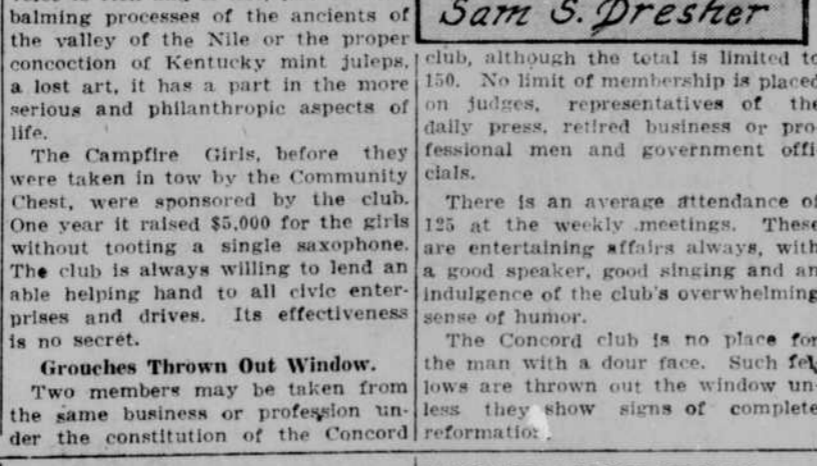 balming processes of the ancients of
the valley of the Nile or the proper
concoction of Kentucky mint juleps,
a lost art, it has a part in the more
serious and philanthropic aspects of
life.
The Campfire Girls, before they
were taken in tow by the Community
Chest, were sponsored by the club.
One year it raised $5,000 for the girls
without tooting a single saxophone.
The club is always willing to lend an
able helping hand to all civic enter-
prises and drives. Its effectiveness
is no secret.
Grouches Thrown Out Window.
Two members may be taken from
the same business or profession un-
der the constitution of the Concord
Sam S. Dresher
club, although the total is limited to
150. No limit of membership is placed
on judges, representatives of the
daily press, retired business or pro
fessional men and government offi
cials.
There is an average attendance of
125 at the weekly meetings. These
are entertaining affairs always, with
a good speaker, good singing and an
indulgence of the club's overwhelming
sense of humor.
The Concord club is no place for
the man with a dour face. Such fel
lows are thrown out the window un-
less they show signs of complete
reformation.